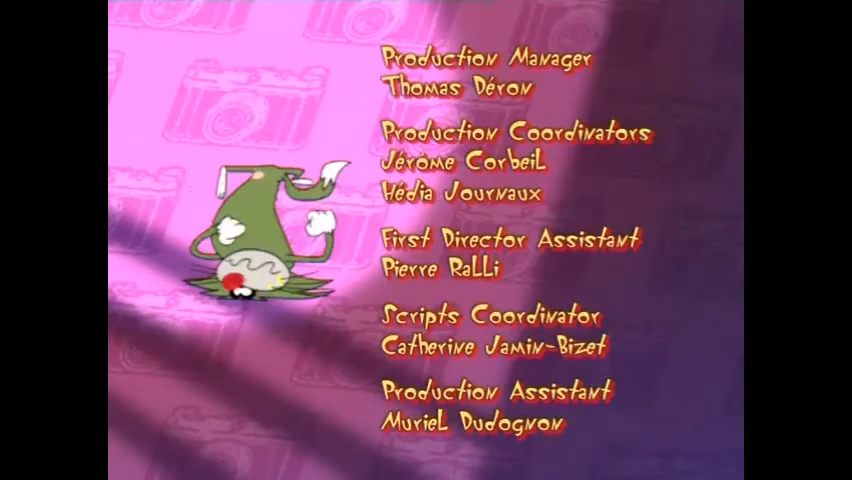 Production Manager
Thomas Déron
Production Coordinators
Jérôme Corbeil
Hédia Journaux
First Director Assistant
Pierre Ralli
Scripts Coordinator
Catherine Jamin-Bizet
Production Assistant
Muriel Dudognon